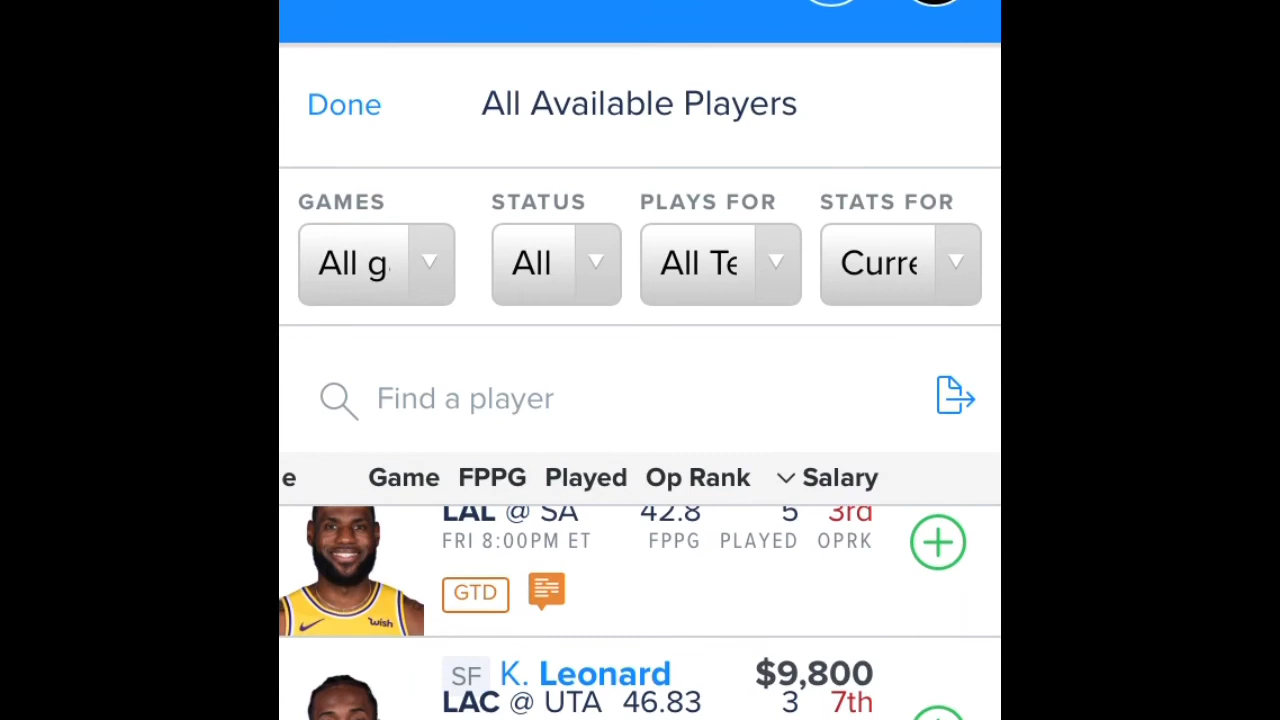 Done All Available Players
GAMES STATUS PLAYS FOR STATS FOR
All g All All Te Curre
Find a player
e Game FPPG Played Op Rank Salary
LAL @ SA 42.8 5 3rd
FRI 8:00PM ET FPPG PLAYED OPRK
GTD
wish
SF K. Leonard $9,800
LAC @ UTA 46.83 3 7th